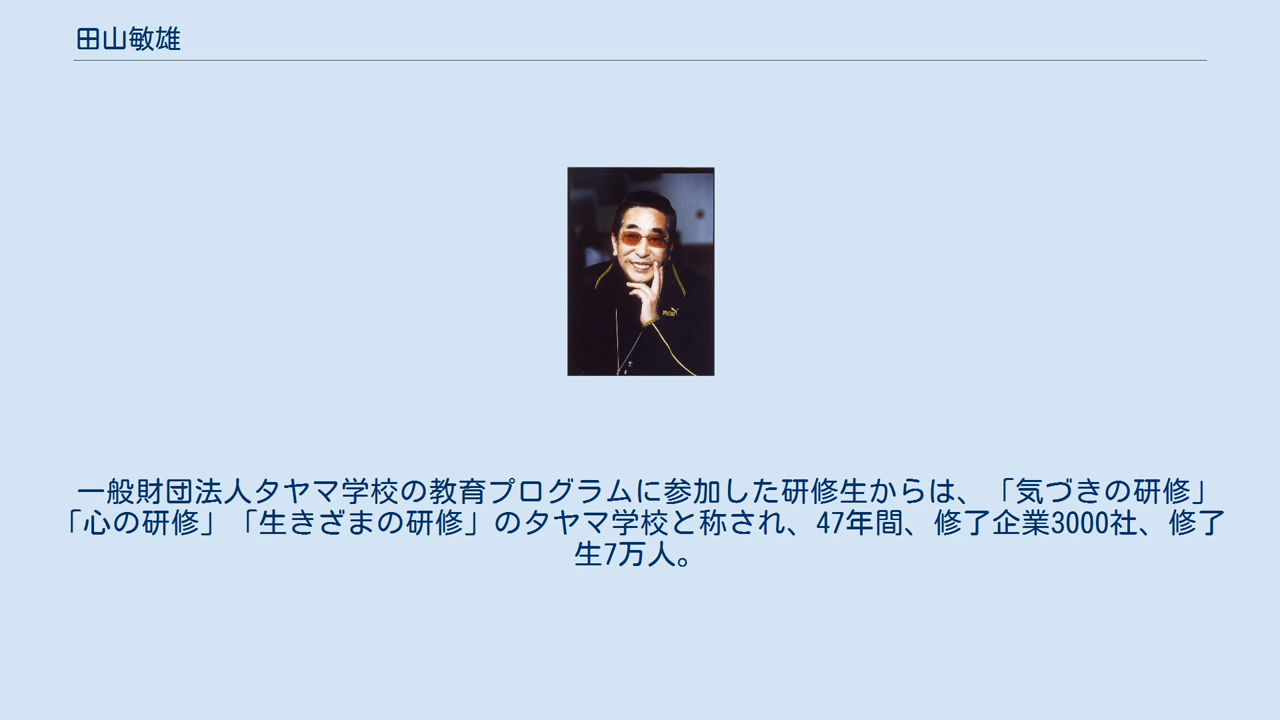 田山敏雄
一般財団法人タヤマ学校の教育プログラムに参加した研修生からは、「気づきの研修」
「心の研修」「生きざまの研修」のタヤマ学校と称され、47年間、修了企業3000社、修了
生7万人。